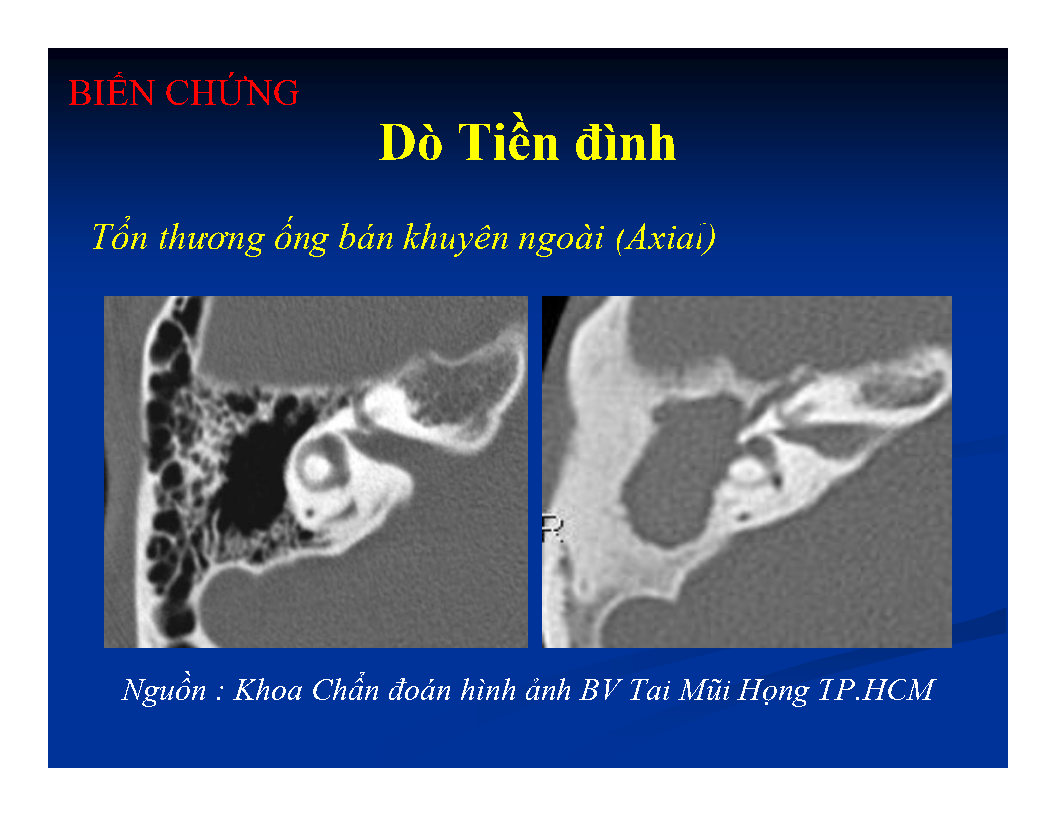 BIẾN CHỨNG
Dò Tiền đình
Tổn thương ống bán khuyên ngoài (Axial)
R
Nguồn : Khoa Chẩn đoán hình ảnh BV Tai Mũi Họng TP.HCM